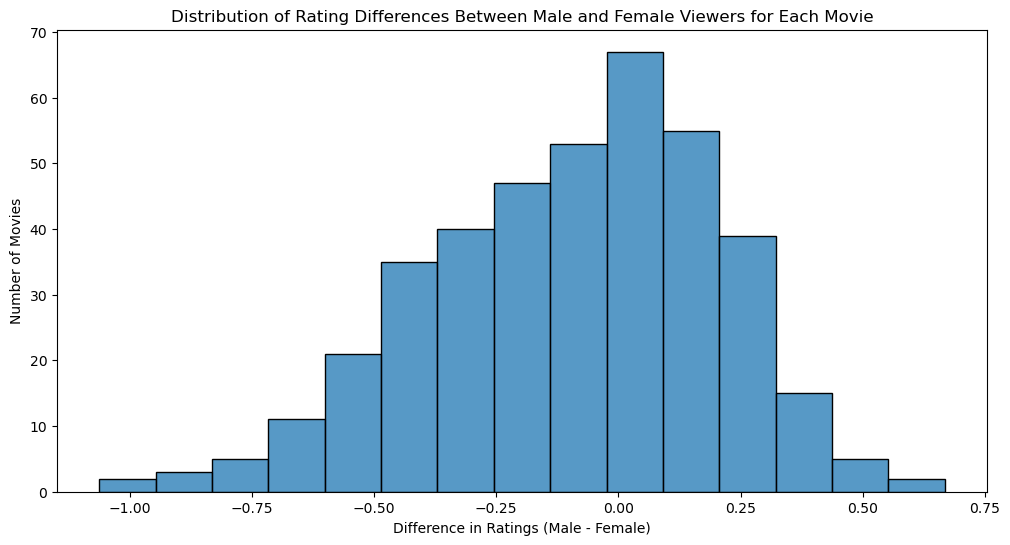 Distribution of Rating Differences Between Male and Female Viewers for Each Movie
70
60
50
40
30
20
10
0
Number of Movies
−1.00 −0.75 −0.50 −0.25 0.00 0.25 0.50 0.75
Difference in Ratings (Male - Female)